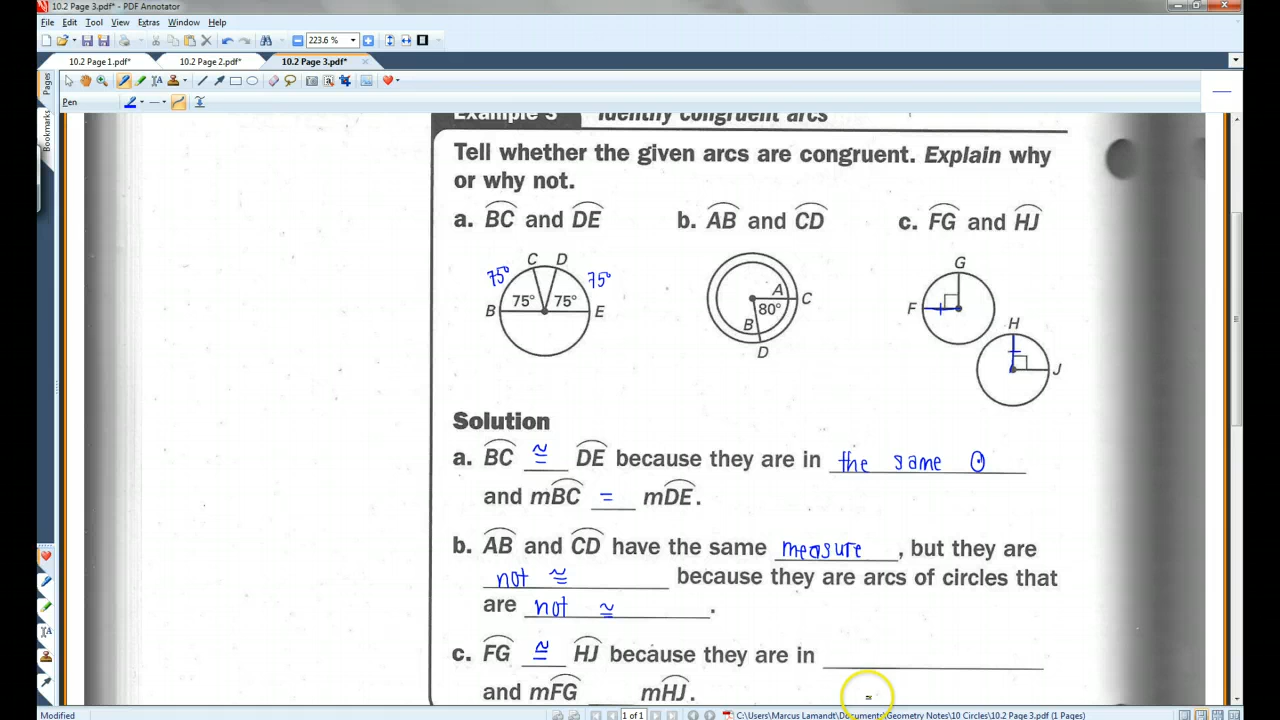 10.2 Page 3.pdf* - PDF Annotator
File Edit Tool View Extras Window Help
223.6 %
10.2 Page 1.pdf* 10.2 Page 2.pdf* 10.2 Page 3.pdf*
Pen
Pages
Bookmarks
Example 3 Identify congruent arcs
Tell whether the given arcs are congruent. Explain why
or why not.
a. BC and DE b. AB and CD c. FG and HJ
C D
75° 75°
75° 75°
B E
A C
80°
B
D
G
F
H
J
Solution
a. BC ≅ DE because they are in the same ⊙
and mBC = mDE.
b. AB and CD have the same measure, but they are
not ≅ because they are arcs of circles that
are not ≅.
c. FG ≅ HJ because they are in
and mFG mHJ.
Modified 1 of 1 C:\Users\Marcus Lamandt\Documents\Geometry Notes\10 Circles\10.2 Page 3.pdf (1 Pages)